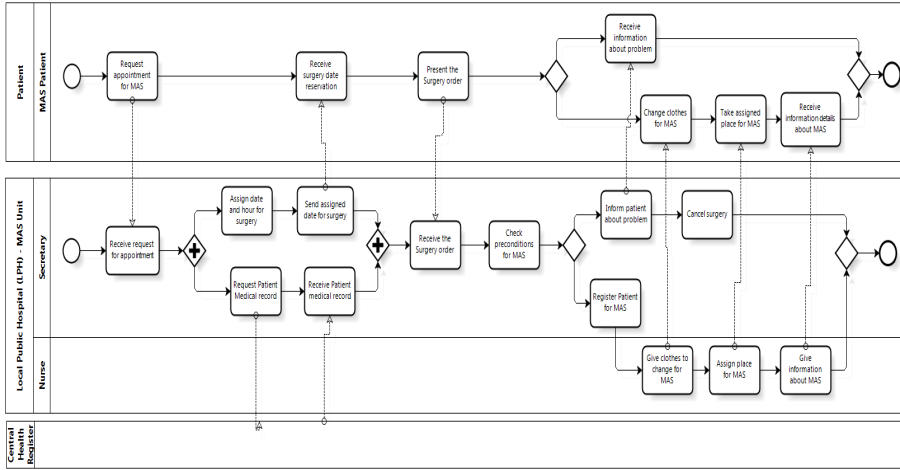 Patient
MAS Patient
Request
appointment
for MAS
Receive
surgery date
reservation
Present the
Surgery order
Receive
information
about problem
Change clothes
for MAS
Take assigned
place for MAS
Receive
information details
about MAS
Local Public Hospital (LPH) - MAS Unit
Secretary
Receive request
for appointment
Assign date
and hour for
surgery
Send assigned
date for surgery
Request Patient
Medical record
Receive Patient
medical record
Receive the
Surgery order
Check
preconditions
for MAS
Inform patient
about problem
Cancel surgery
Register Patient
for MAS
Nurse
Give clothes to
change for
MAS
Assign place
for MAS
Give
information
about MAS
Central
Health
Register